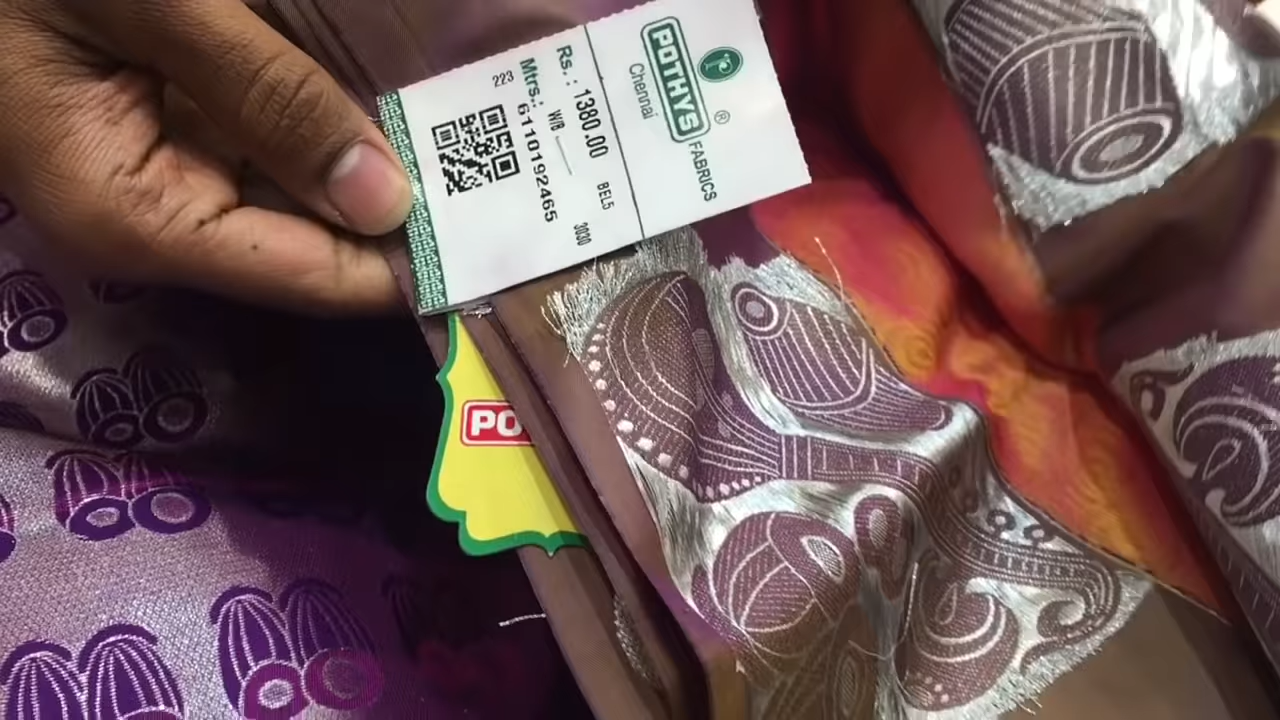 POTHYS ®
FABRICS
Chennai
Rs. : 1380.00
BEL5
W/B
3000
Mtrs.:
6110192465
223
PO